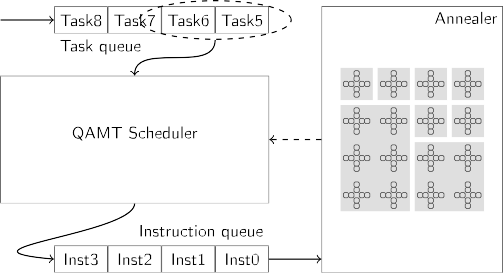 Task8 Task7 Task6 Task5
Annealer
Task queue
QAMT Scheduler
Instruction queue
Inst3 Inst2 Inst1 Inst0